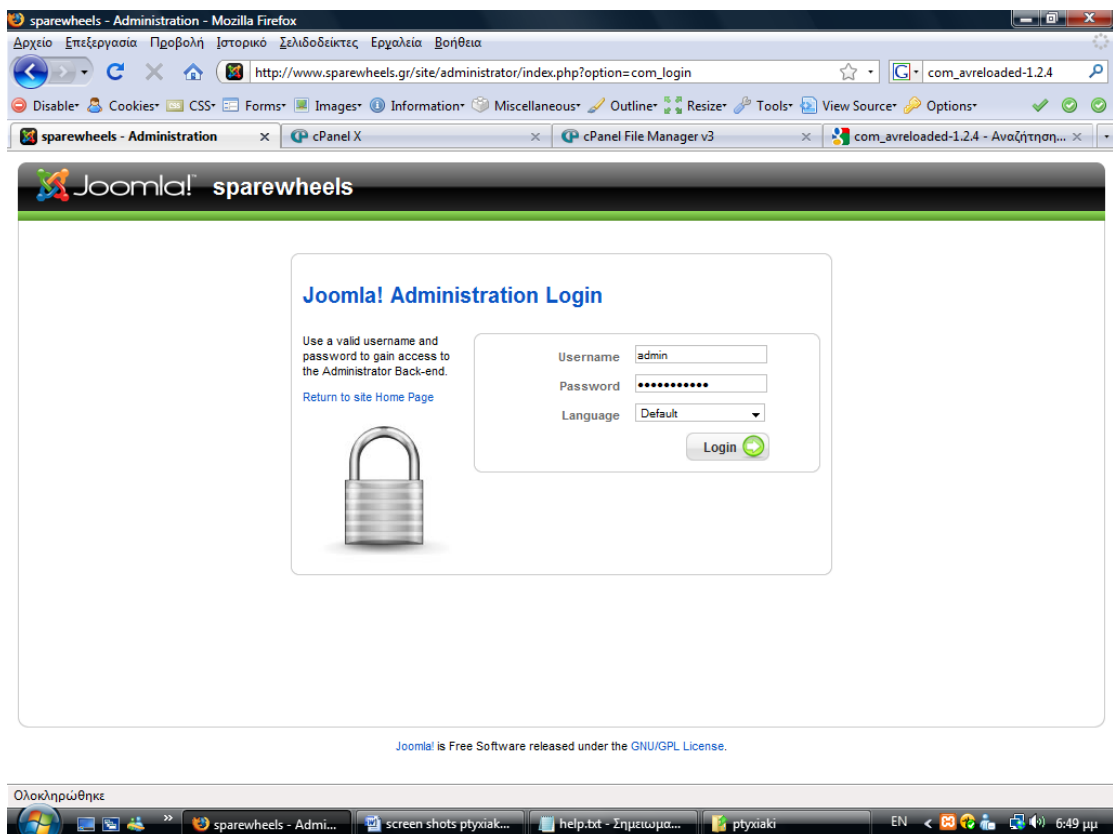 sparewheels - Administration - Mozilla Firefox
Αρχείο Επεξεργασία Προβολή Ιστορικό Σελιδοδείκτες Εργαλεία Βοήθεια
http://www.sparewheels.gr/site/administrator/index.php?option=com_login G com_avreloaded-1.2.4
Disable Cookies CSS Forms Images Information Miscellaneous Outline Resize Tools View Source Options
sparewheels - Administration cPanel X cPanel File Manager v3 com_avreloaded-1.2.4 - Αναζήτηση...
Joomla! sparewheels
Joomla! Administration Login
Use a valid username and
password to gain access to
the Administrator Back-end.
Return to site Home Page
Username admin
Password •••••••••••
Language Default
Login
Joomla! is Free Software released under the GNU/GPL License.
Ολοκληρώθηκε
sparewheels - Admi... screen shots ptyxiak... help.txt - Σημειωμα... ptyxiaki EN 6:49 μμ